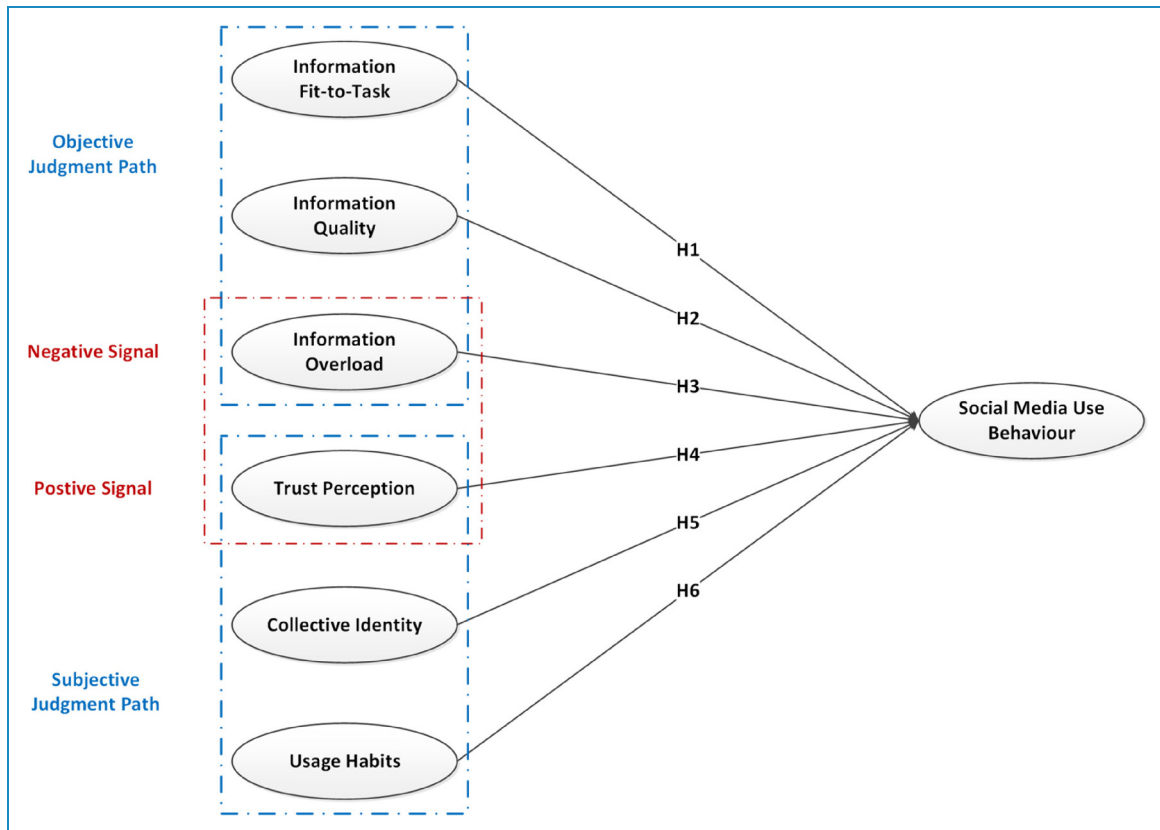 Information
Fit-to-Task
Objective
Judgment Path
Information
Quality
H1
H2
Negative Signal
Information
Overload
H3
Social Media Use
Behaviour
H4
Postive Signal
Trust Perception
H5
H6
Collective Identity
Subjective
Judgment Path
Usage Habits